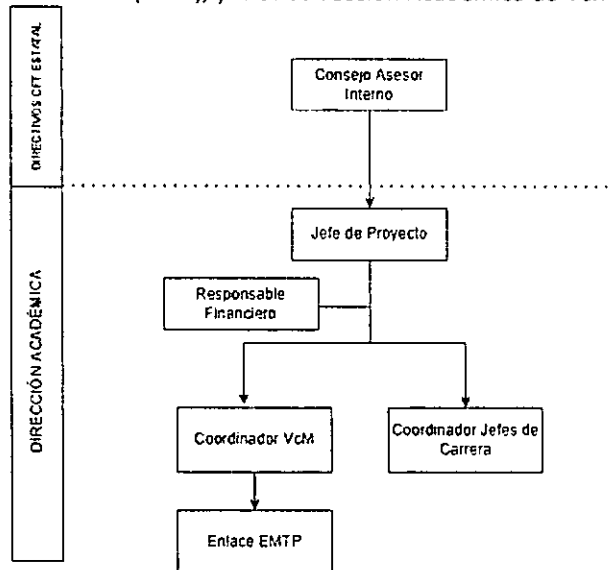 DIRECTIVOS CFT ESTATAL
Consejo Asesor
Interno
DIRECCIÓN ACADÉMICA
Jefe de Proyecto
Responsable
Financiero
Coordinador VcM
Coordinador Jefes de
Carrera
Enlace EMTP